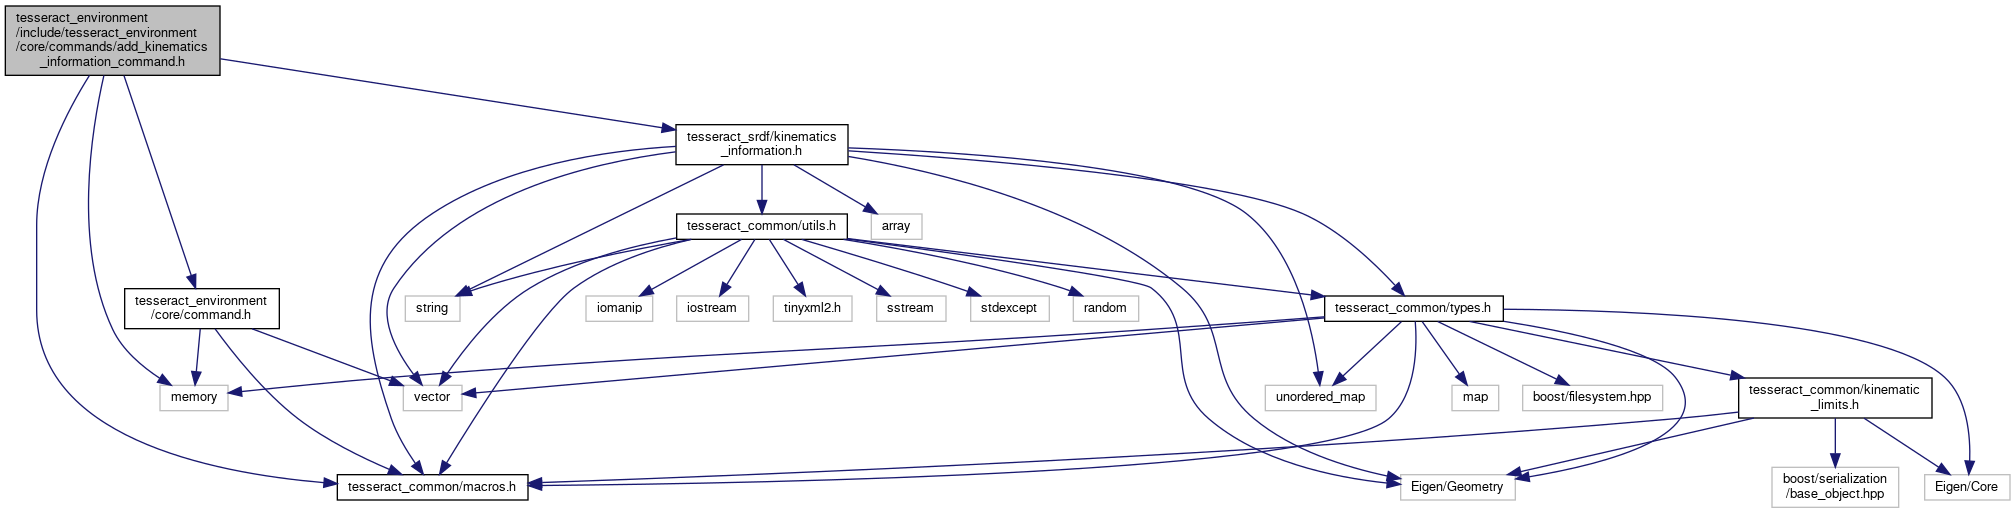 tesseract_environment
/include/tesseract_environment
/core/commands/add_kinematics
_information_command.h
tesseract_srdf/kinematics
_information.h
tesseract_common/utils.h
array
tesseract_environment
/core/command.h
string
iomanip
iostream
tinyxml2.h
sstream
stdexcept
random
tesseract_common/types.h
memory
vector
unordered_map
map
boost/filesystem.hpp
tesseract_common/kinematic
_limits.h
tesseract_common/macros.h
Eigen/Geometry
boost/serialization
/base_object.hpp
Eigen/Core